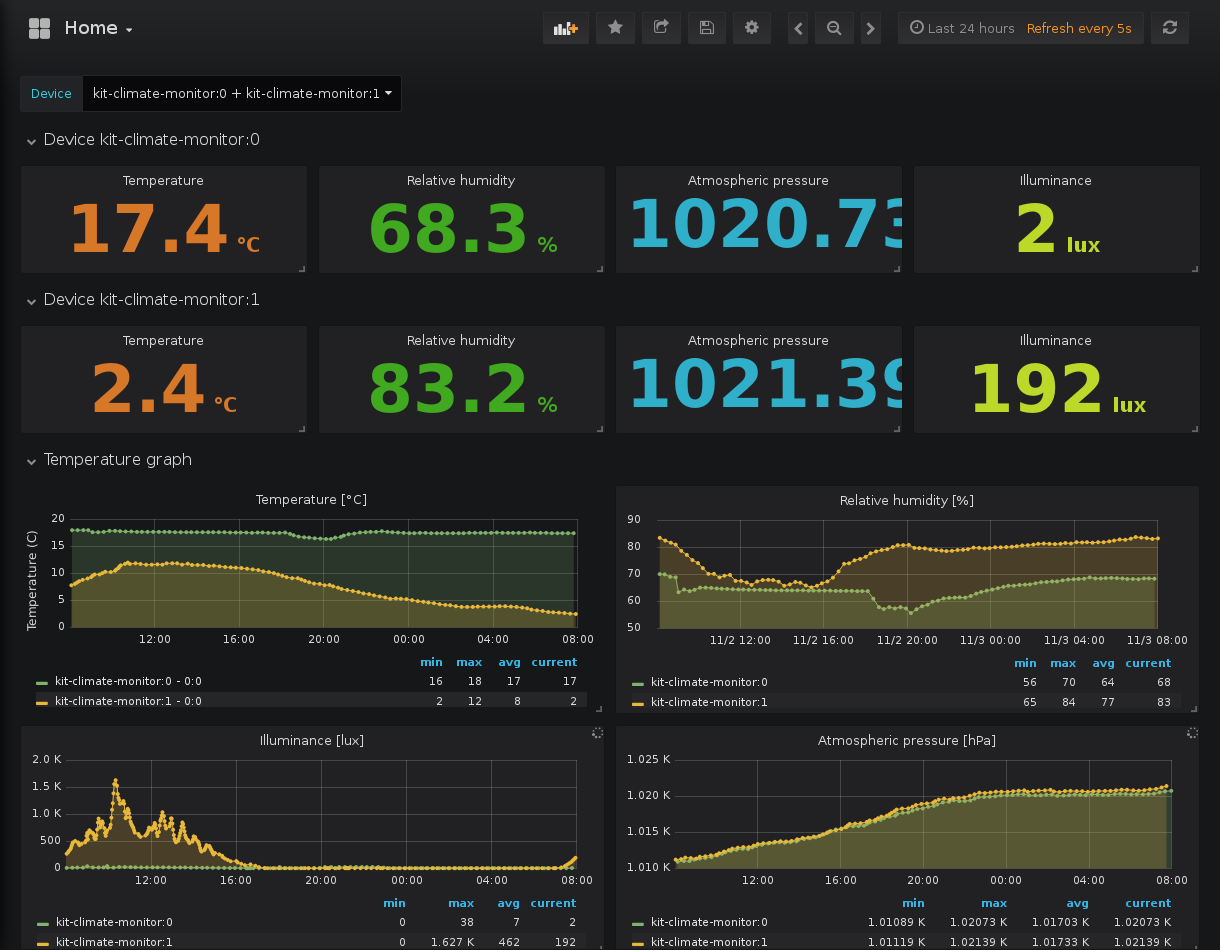 Home
Last 24 hours Refresh every 5s
Device kit-climate-monitor:0 + kit-climate-monitor:1
Device kit-climate-monitor:0
Temperature Relative humidity Atmospheric pressure Illuminance
17.4 °C 68.3 % 1020.73 2 lux
Device kit-climate-monitor:1
Temperature Relative humidity Atmospheric pressure Illuminance
2.4 °C 83.2 % 1021.39 192 lux
Temperature graph
Temperature [°C]
Temperature (C)
20
15
10
5
0
12:00 16:00 20:00 00:00 04:00 08:00
min max avg current
kit-climate-monitor:0 - 0:0 16 18 17 17
kit-climate-monitor:1 - 0:0 2 12 8 2
Relative humidity [%]
90
80
70
60
50
11/2 12:00 11/2 16:00 11/2 20:00 11/3 00:00 11/3 04:00 11/3 08:00
min max avg current
kit-climate-monitor:0 56 70 64 68
kit-climate-monitor:1 65 84 77 83
Illuminance [lux]
2.0 K
1.5 K
1.0 K
500
0
12:00 16:00 20:00 00:00 04:00 08:00
min max avg current
kit-climate-monitor:0 0 38 7 2
kit-climate-monitor:1 0 1.627 K 462 192
Atmospheric pressure [hPa]
1.025 K
1.020 K
1.015 K
1.010 K
12:00 16:00 20:00 00:00 04:00 08:00
min max avg current
kit-climate-monitor:0 1.01089 K 1.02073 K 1.01703 K 1.02073 K
kit-climate-monitor:1 1.01119 K 1.02139 K 1.01733 K 1.02139 K